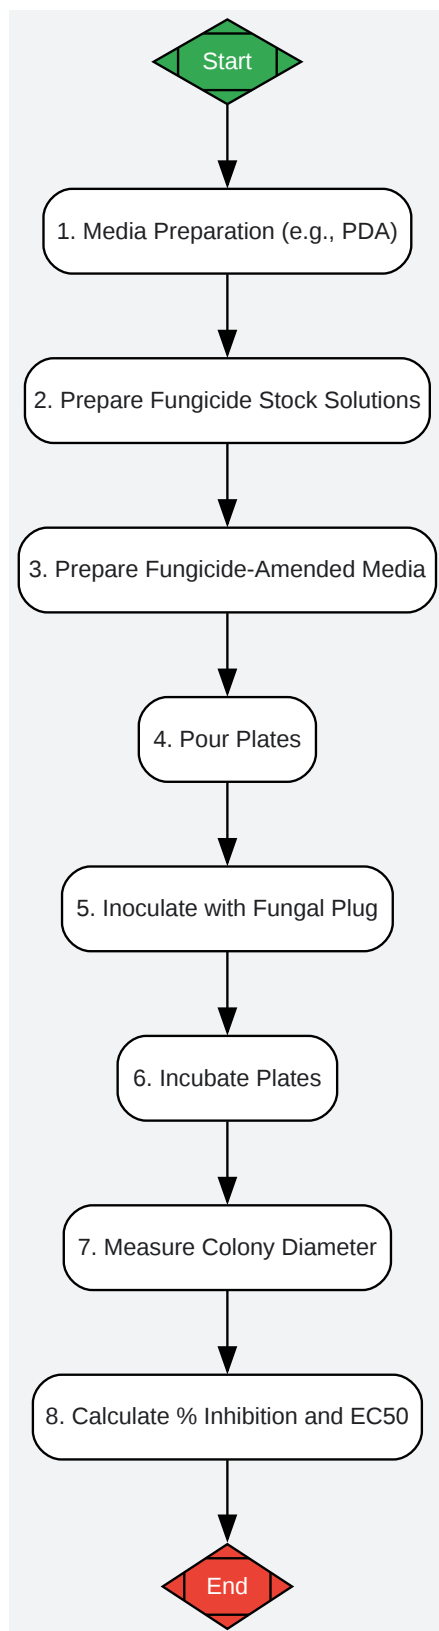 Start
1. Media Preparation (e.g., PDA)
2. Prepare Fungicide Stock Solutions
3. Prepare Fungicide-Amended Media
4. Pour Plates
5. Inoculate with Fungal Plug
6. Incubate Plates
7. Measure Colony Diameter
8. Calculate % Inhibition and EC50
End